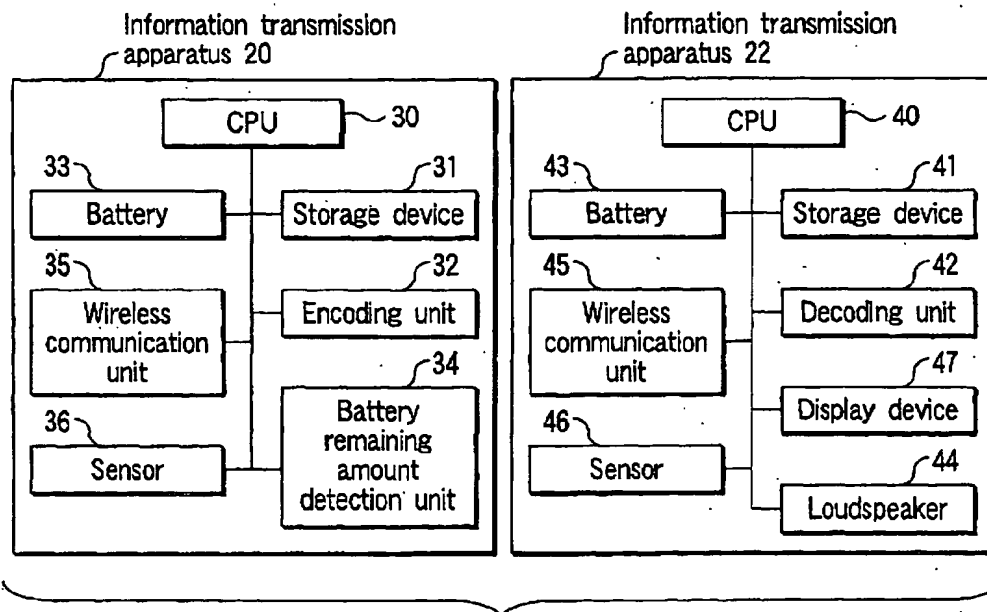 Information transmission
apparatus 20
CPU
30
33
Battery
31
Storage device
35
Wireless
communication
unit
32
Encoding unit
36
Sensor
34
Battery
remaining
amount
detection unit
Information transmission
apparatus 22
CPU
40
43
Battery
41
Storage device
45
Wireless
communication
unit
42
Decoding unit
47
Display device
46
Sensor
44
Loudspeaker